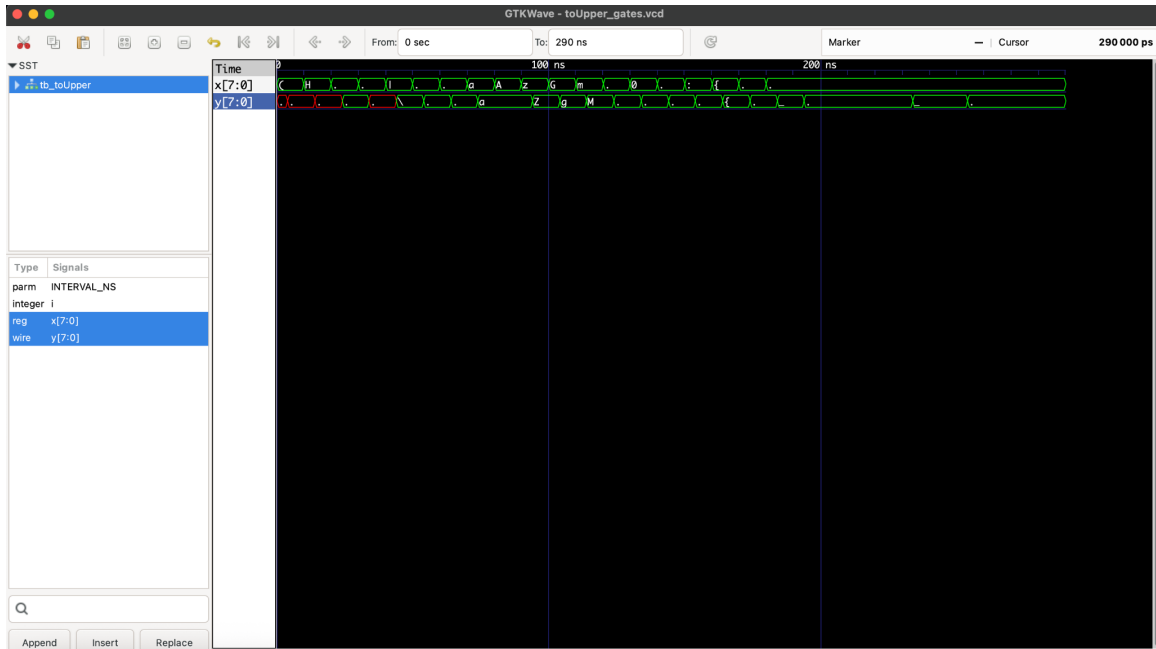 GTKWave - toUpper_gates.vcd
From: 0 sec To: 290 ns Marker — | Cursor 290 000 ps
SST
tb_toUpper
Time 0 100 ns 200 ns
x[7:0] ( H . . l . . a A z G m . 0 . : { . .
y[7:0] . . . . . \ . . a Z g M . . . . { . _ . _ .
Type Signals
parm INTERVAL_NS
integer i
reg x[7:0]
wire y[7:0]
Append Insert Replace